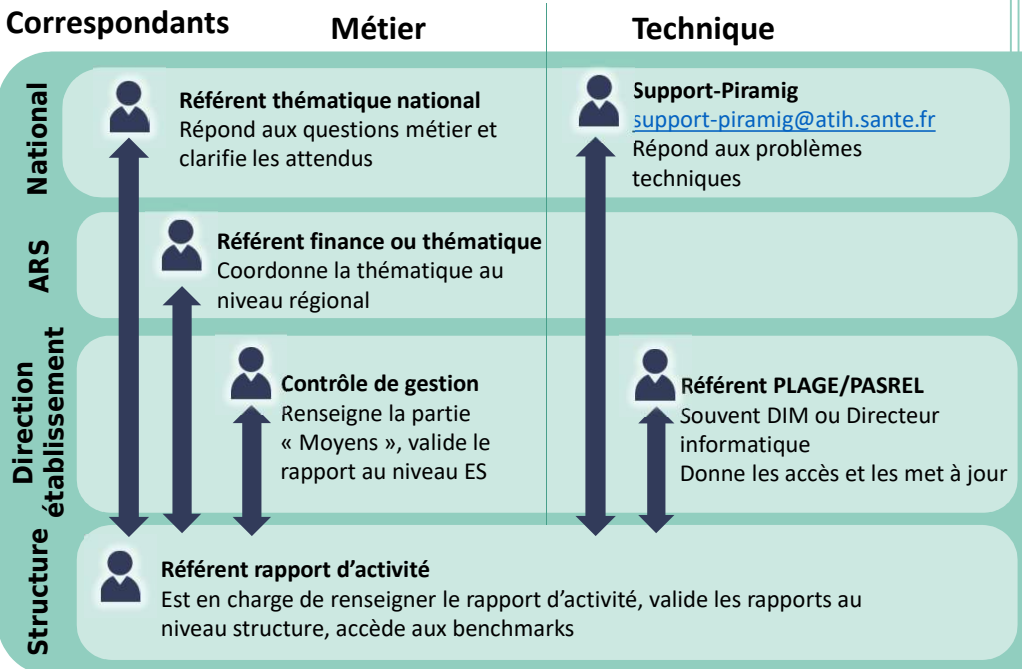 Correspondants
Métier
Technique
National
Référent thématique national
Répond aux questions métier et
clarifie les attendus
Support-Piramig
support-piramig@atih.sante.fr
Répond aux problèmes
techniques
ARS
Référent finance ou thématique
Coordonne la thématique au
niveau régional
Direction
établissement
Contrôle de gestion
Renseigne la partie
« Moyens », valide le
rapport au niveau ES
Référent PLAGE/PASREL
Souvent DIM ou Directeur
informatique
Donne les accès et les met à jour
Structure
Référent rapport d’activité
Est en charge de renseigner le rapport d’activité, valide les rapports au
niveau structure, accède aux benchmarks